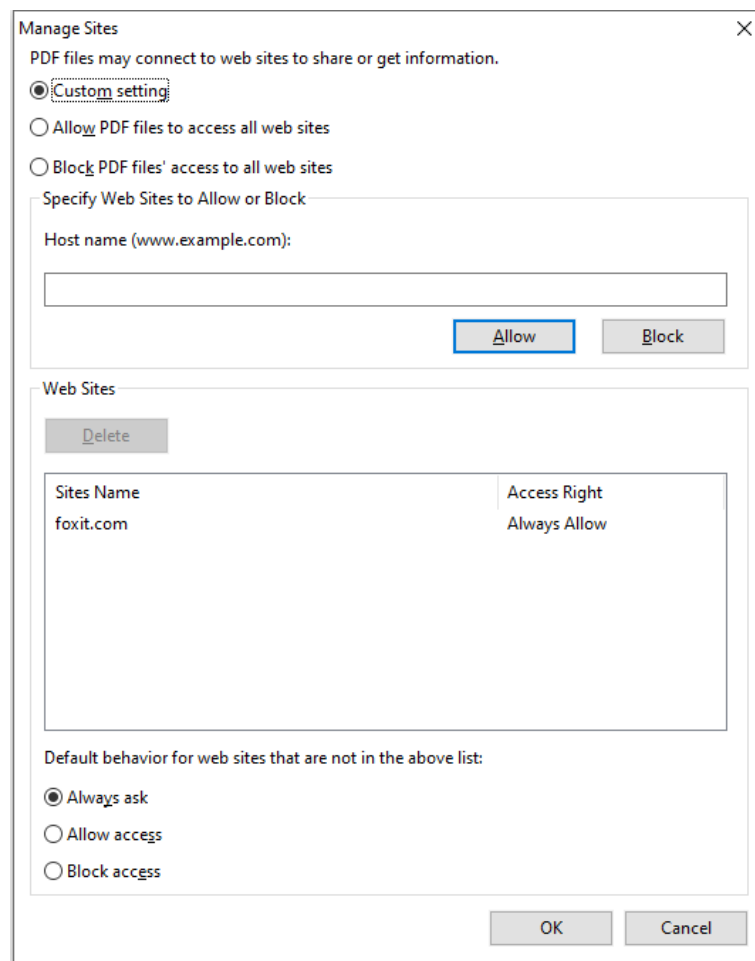 Manage Sites
PDF files may connect to web sites to share or get information.
Custom setting
Allow PDF files to access all web sites
Block PDF files' access to all web sites
Specify Web Sites to Allow or Block
Host name (www.example.com):
Allow Block
Web Sites
Delete
Sites Name Access Right
foxit.com Always Allow
Default behavior for web sites that are not in the above list:
Always ask
Allow access
Block access
OK Cancel